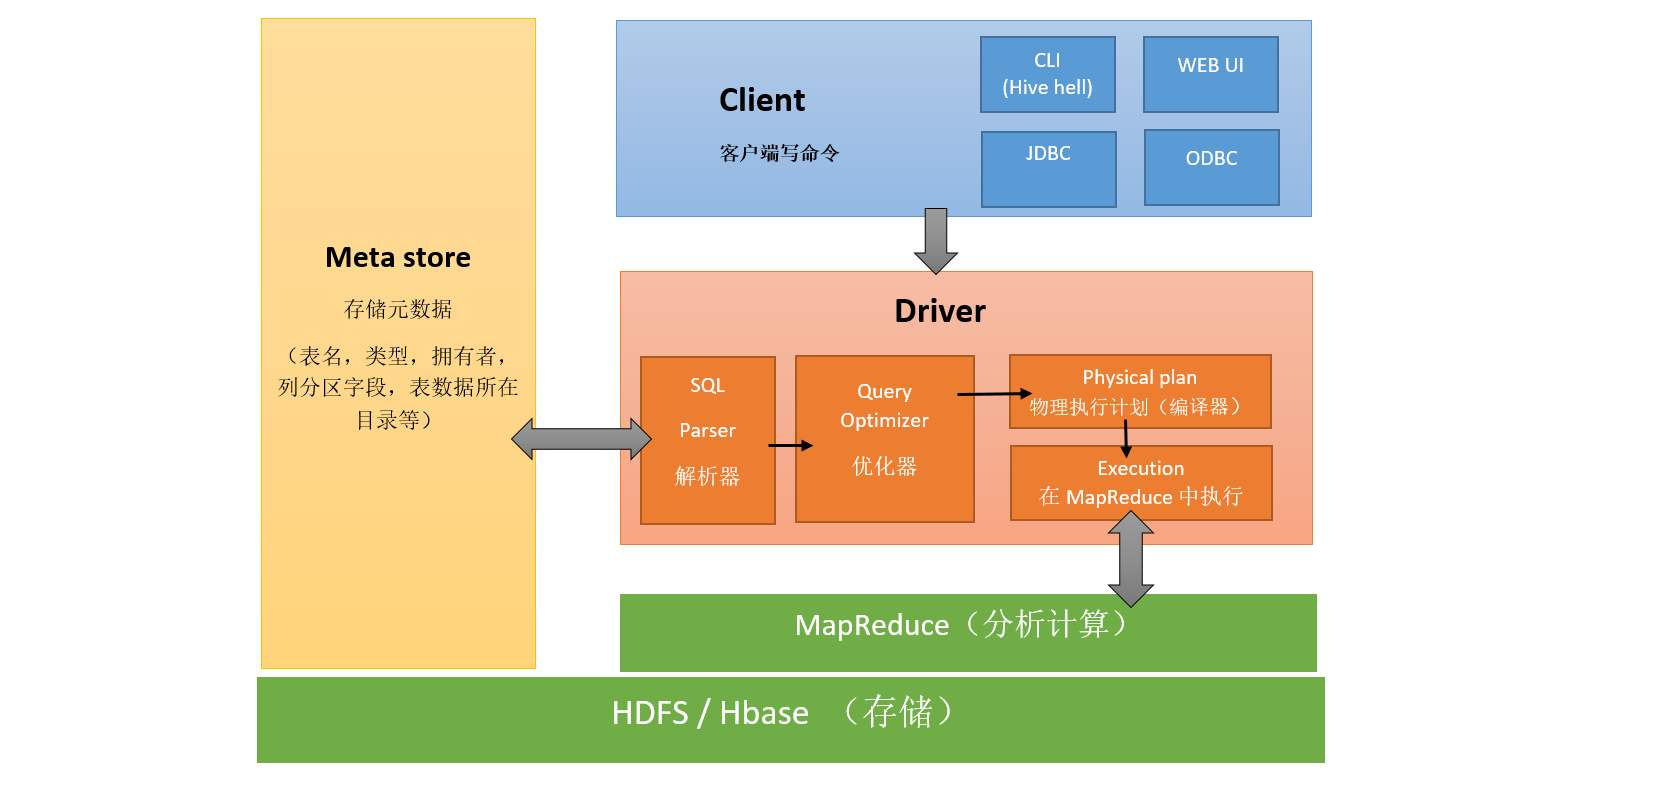 Meta store
存储元数据
（表名，类型，拥有者，
列分区字段，表数据所在
目录等）
Client
客户端写命令
CLI
(Hive hell)
WEB UI
JDBC
ODBC
Driver
SQL
Parser
解析器
Query
Optimizer
优化器
Physical plan
物理执行计划（编译器）
Execution
在 MapReduce 中执行
MapReduce（分析计算）
HDFS / Hbase （存储）